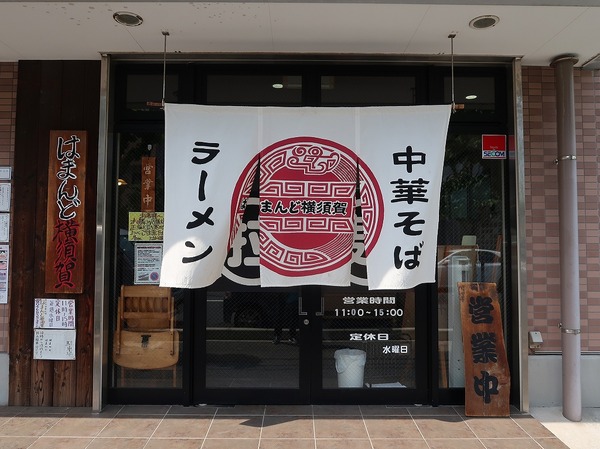 はまんど横須賀
ラーメン
まんど横須賀
中華そば
営業中
SECOM
営業時間
11:00~15:00
定休日
水曜日
営業中